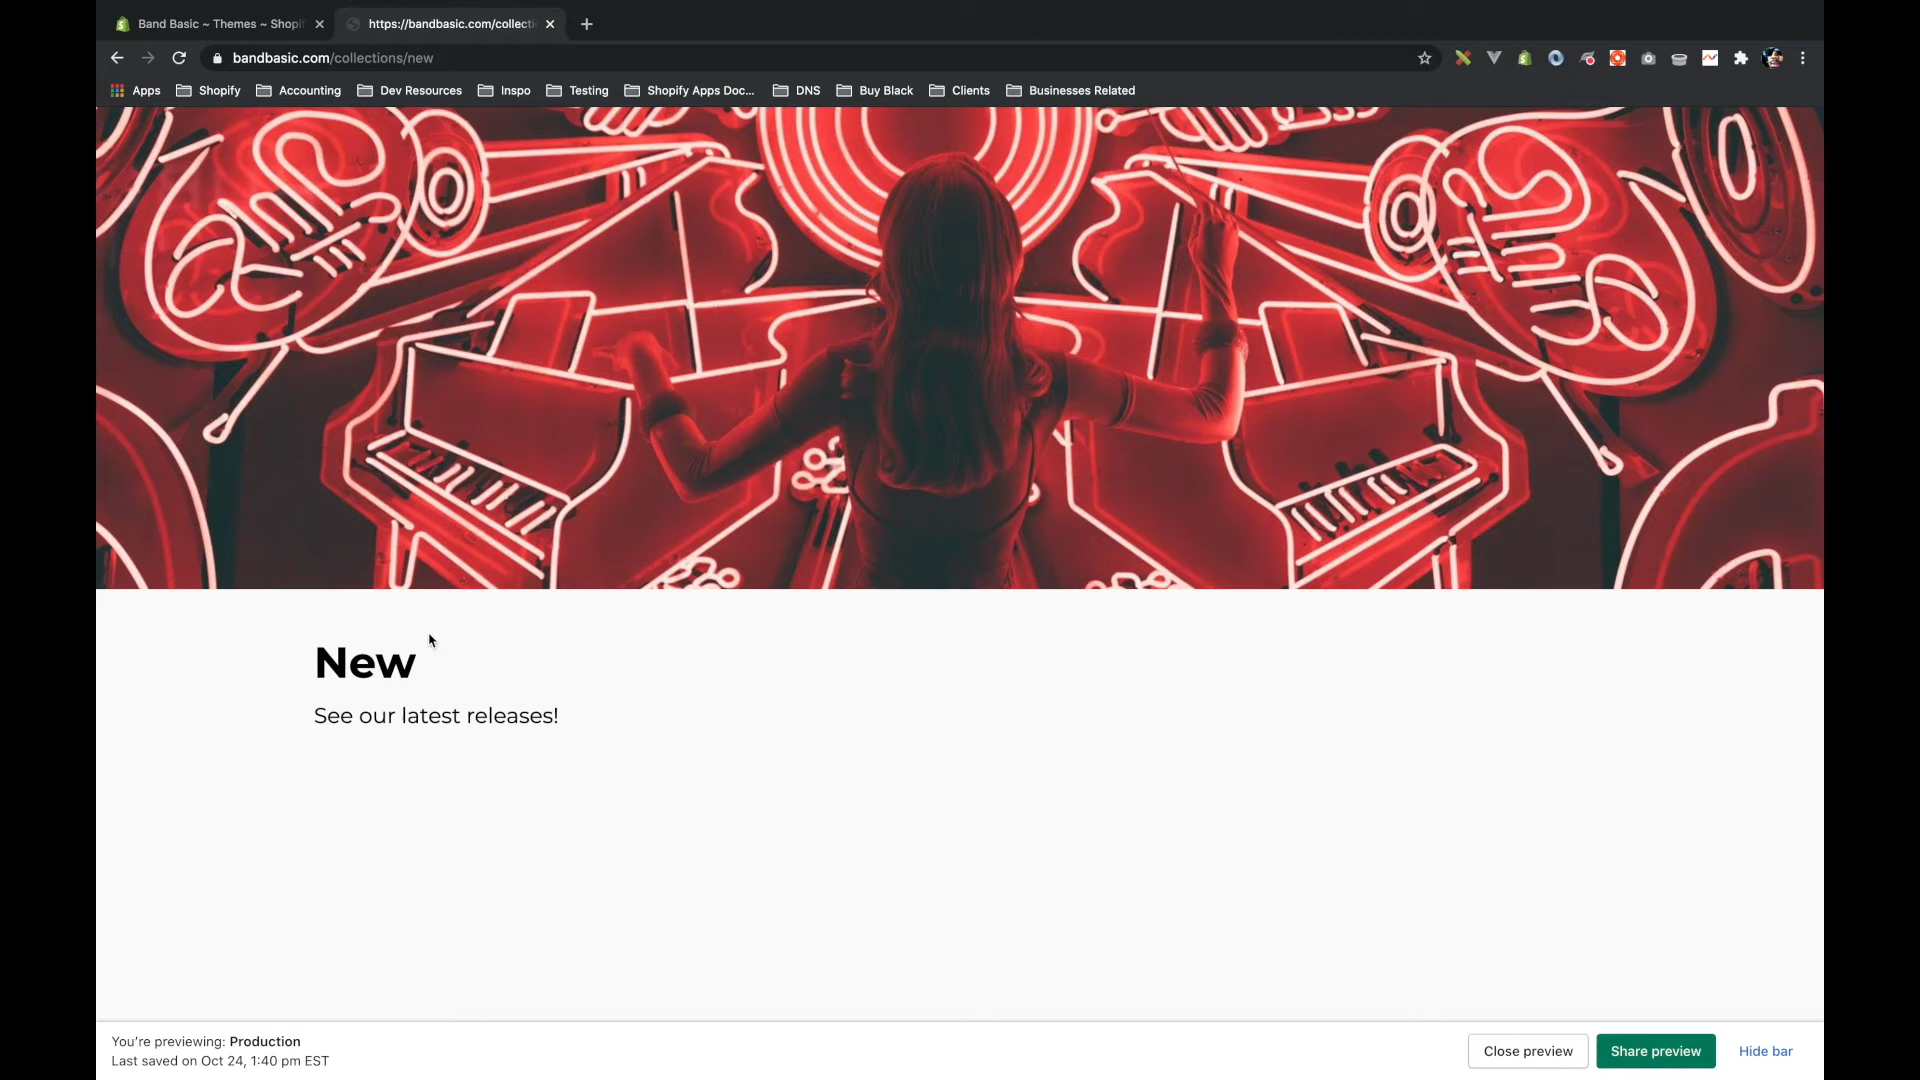 Band Basic ~ Themes ~ Shopif
https://bandbasic.com/collecti
bandbasic.com/collections/new
Apps
Shopify
Accounting
Dev Resources
Inspo
Testing
Shopify Apps Doc...
DNS
Buy Black
Clients
Businesses Related
New
See our latest releases!
You're previewing: Production
Last saved on Oct 24, 1:40 pm EST
Close preview
Share preview
Hide bar